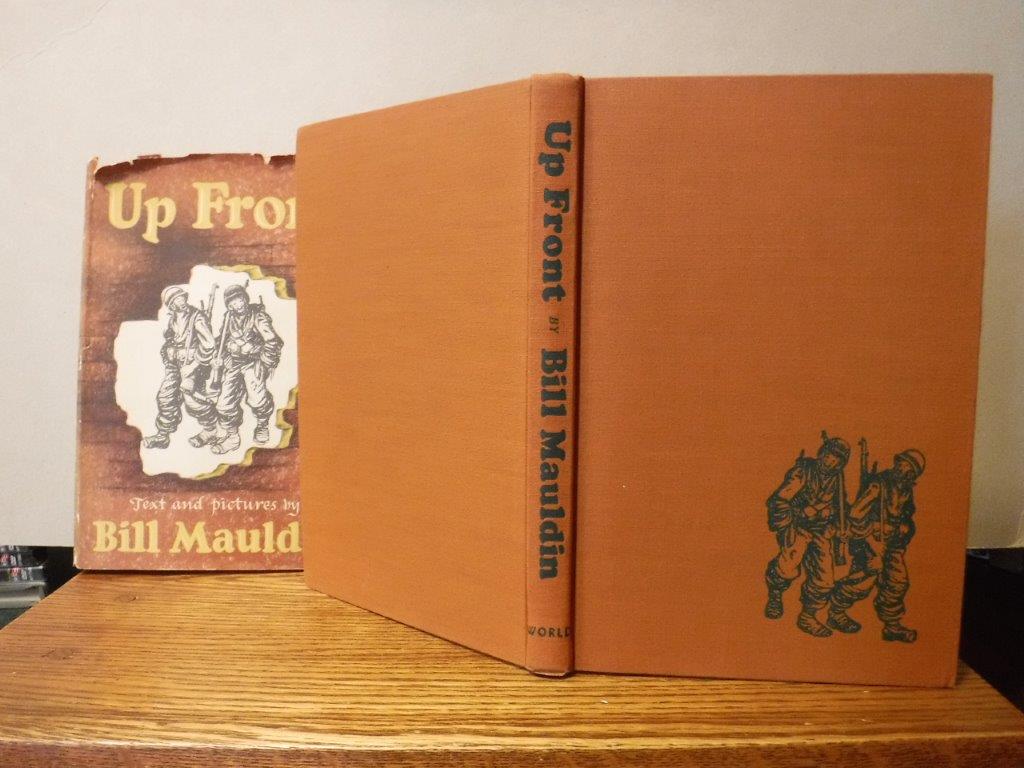 Up Fron
Text and pictures by
Bill Mauld
Up Front BY Bill Mauldin
WORLD